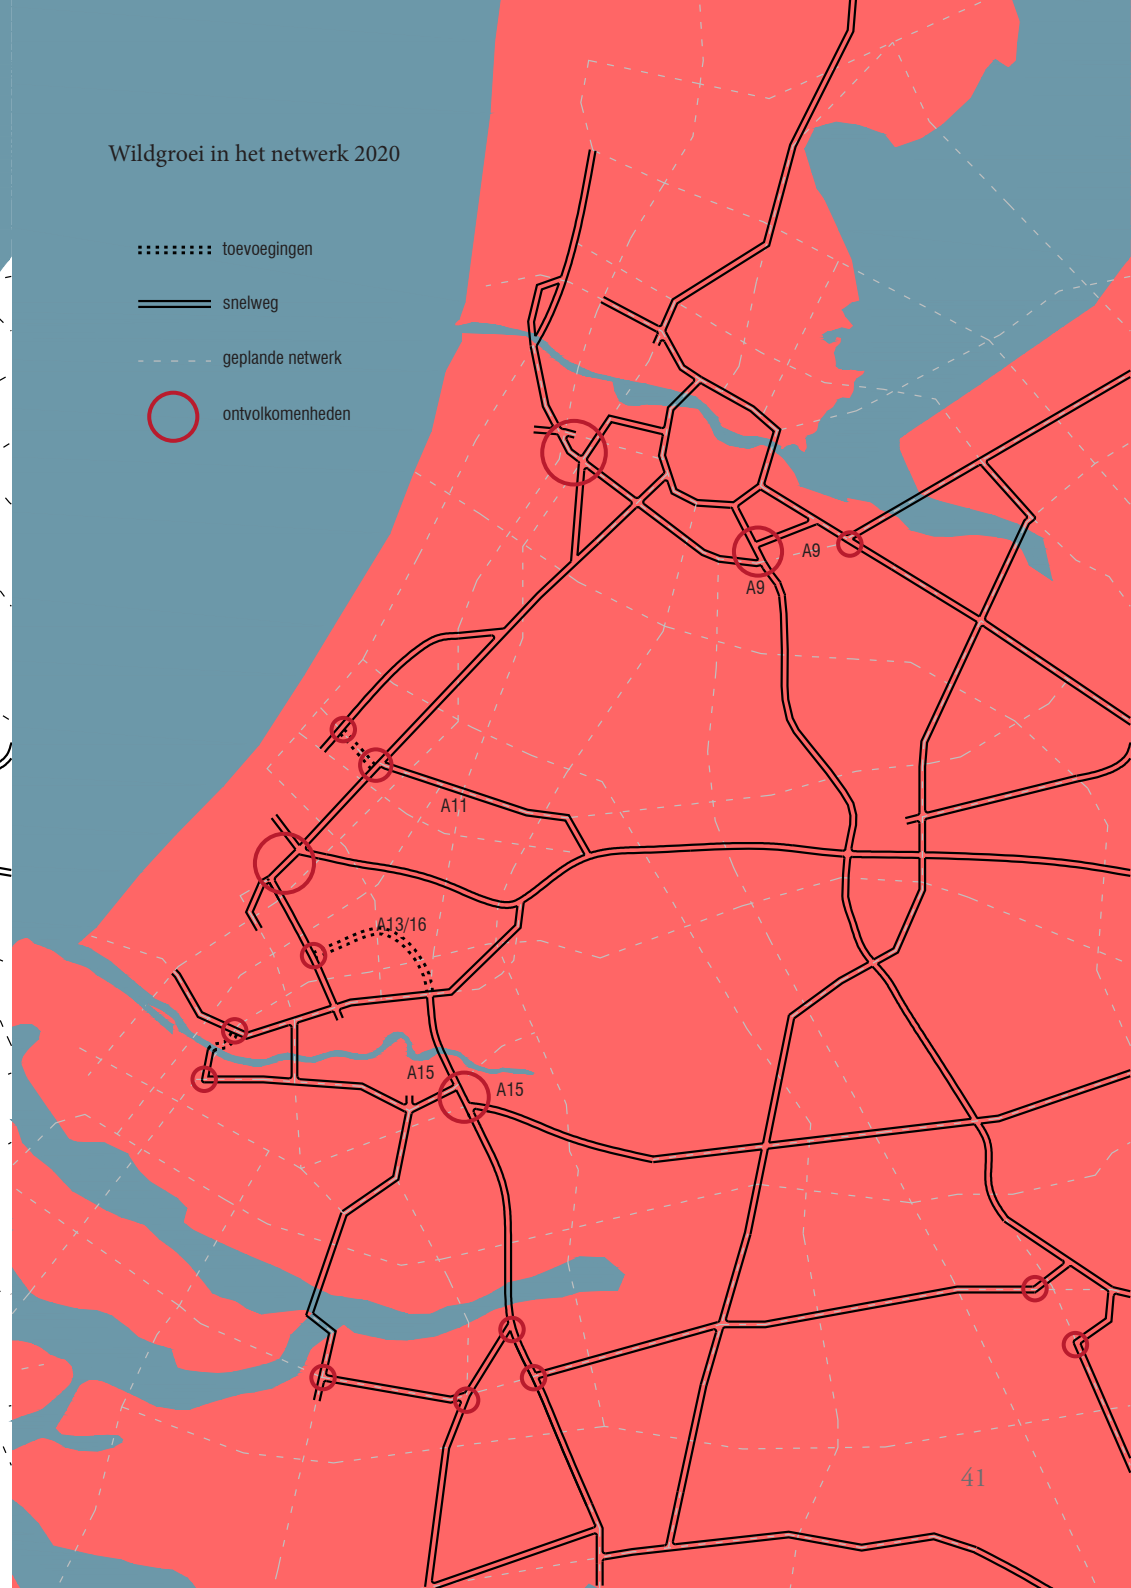 Wildgroei in het netwerk 2020
toevoegingen
snelweg
geplande netwerk
ontvolkomenheden
A9
A9
A11
A13/16
A15
A15
41